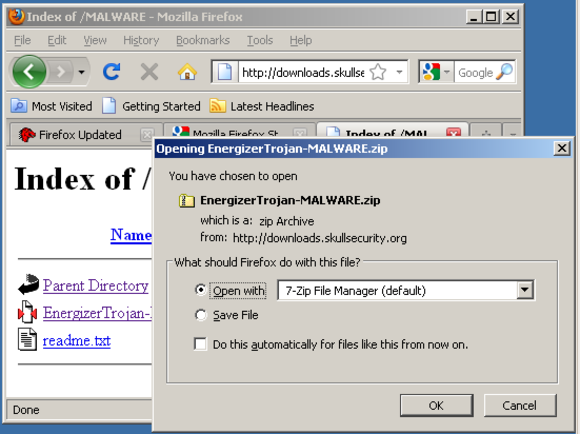 Index of /MALWARE - Mozilla Firefox
File Edit View History Bookmarks Tools Help
http://downloads.skullse
Google
Most Visited Getting Started Latest Headlines
Firefox Updated Mozilla Firefox St Index of /MAL
Opening EnergizerTrojan-MALWARE.zip
Index of /
You have chosen to open
EnergizerTrojan-MALWARE.zip
which is a: zip Archive
from: http://downloads.skullsecurity.org
Name
What should Firefox do with this file?
Parent Directory
Open with 7-Zip File Manager (default)
EnergizerTrojan-
Save File
readme.txt
Do this automatically for files like this from now on.
OK Cancel
Done